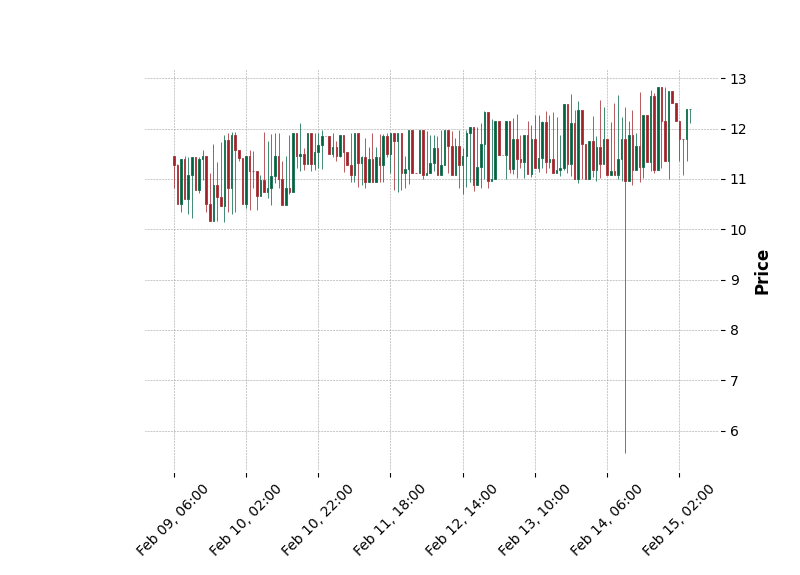 13
12
11
10
9
8
7
6
Price
Feb 09, 06:00
Feb 10, 02:00
Feb 10, 22:00
Feb 11, 18:00
Feb 12, 14:00
Feb 13, 10:00
Feb 14, 06:00
Feb 15, 02:00